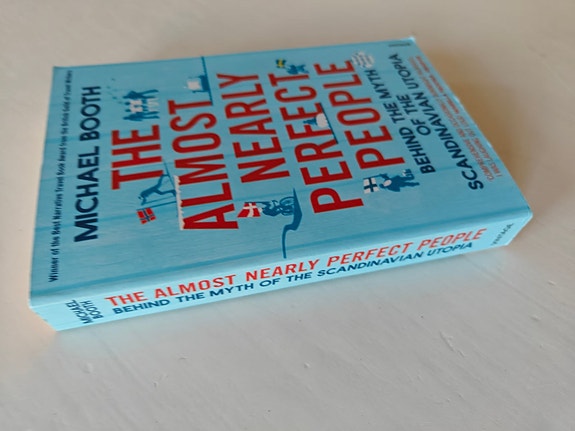 Winner of the Best Narrative Travel Book Award from the British Guild of Travel Writers
MICHAEL BOOTH
THE
ALMOST
NEARLY
PERFECT
PEOPLE
BEHIND THE MYTH
OF THE
SCANDINAVIAN UTOPIA
MICHAEL
BOOTH
THE ALMOST NEARLY PERFECT PEOPLE
BEHIND THE MYTH OF THE SCANDINAVIAN UTOPIA